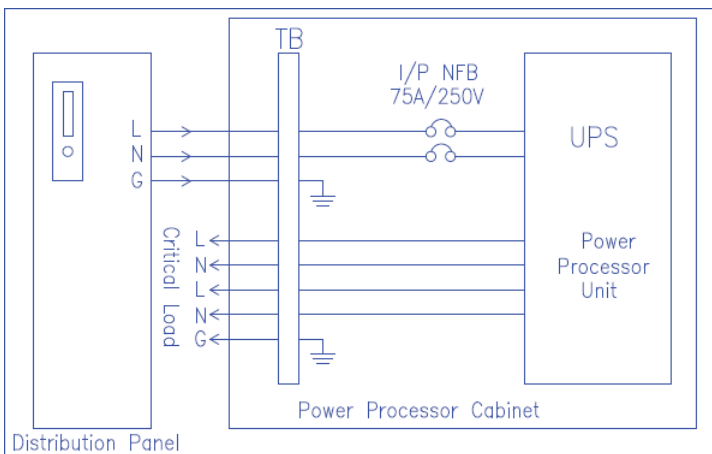 TB
I/P NFB
75A/250V
L
N
G
UPS
Critical Load
L
N
L
N
G
Power
Processor
Unit
Power Processor Cabinet
Distribution Panel